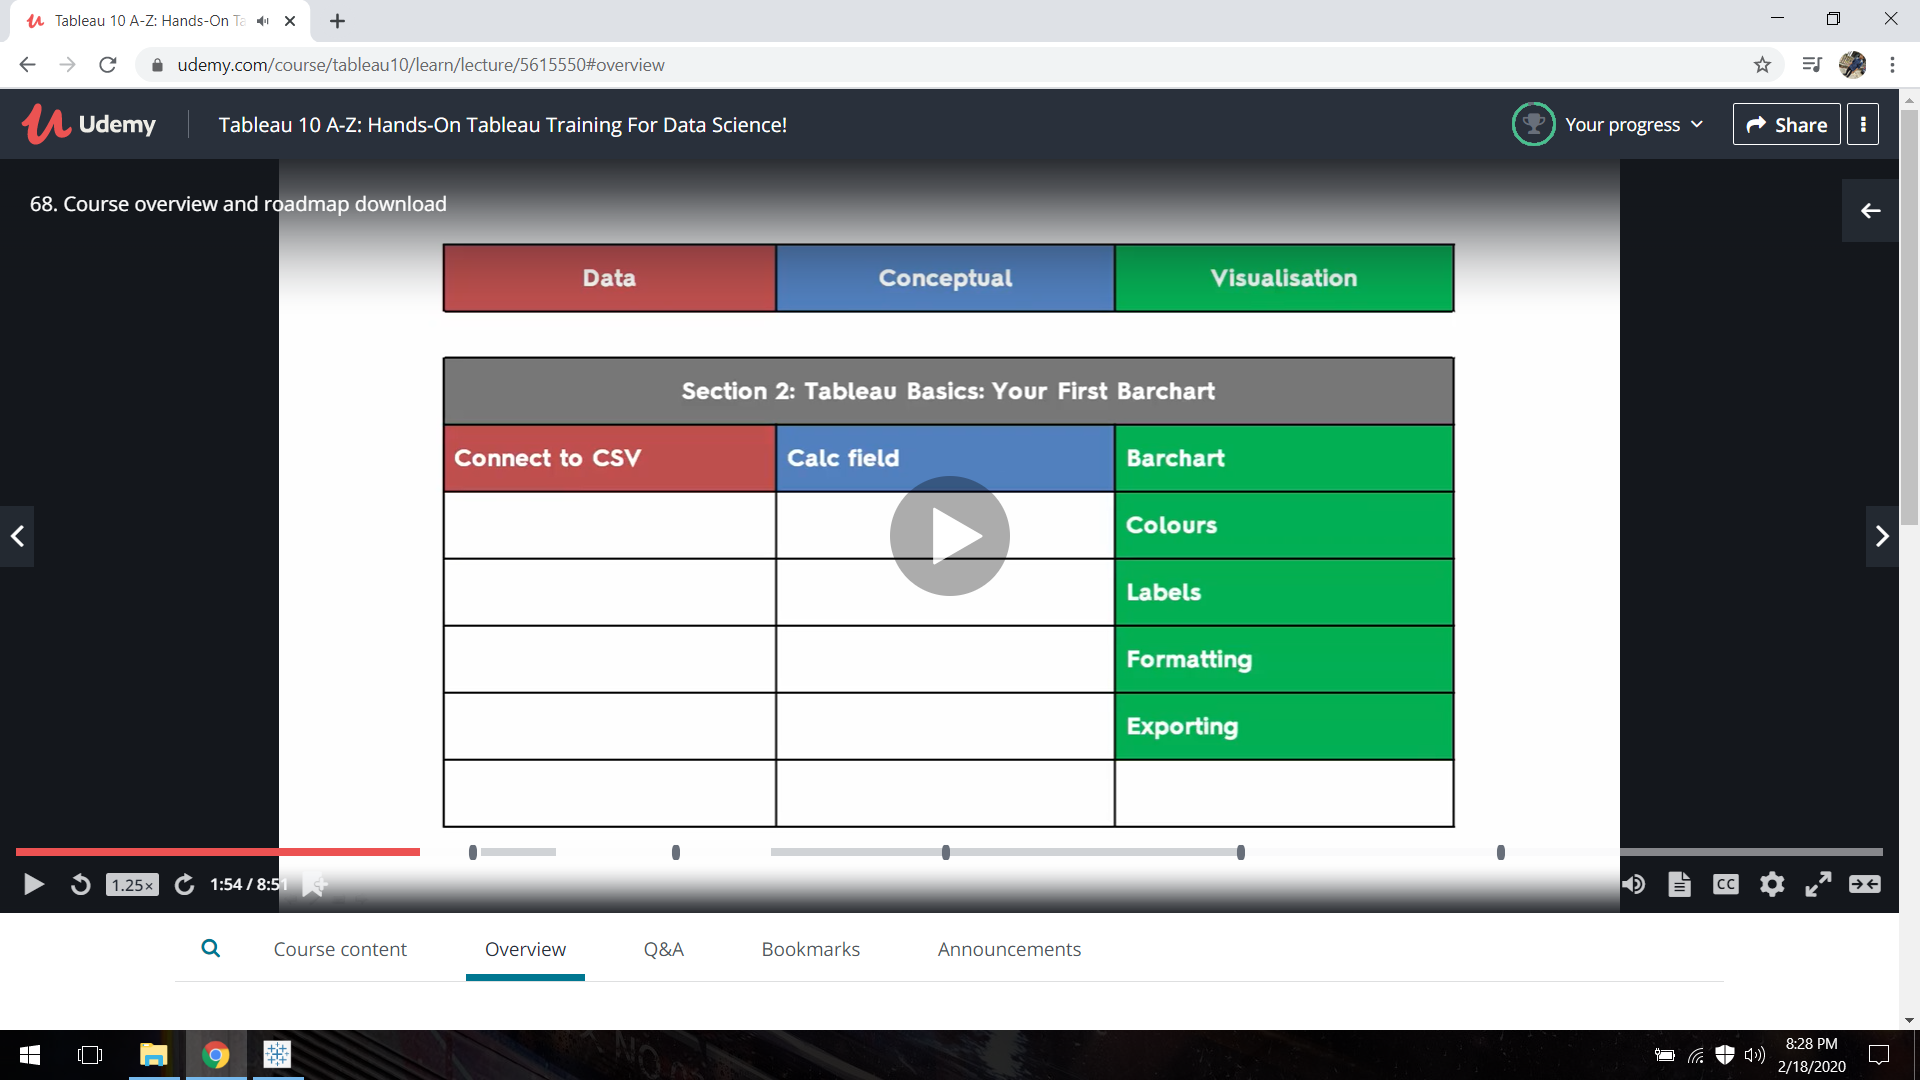 Tableau 10 A-Z: Hands-On Ta
udemy.com/course/tableau10/learn/lecture/5615550#overview
Udemy
Tableau 10 A-Z: Hands-On Tableau Training For Data Science!
Your progress
Share
68. Course overview and roadmap download
Data Conceptual Visualisation
Section 2: Tableau Basics: Your First Barchart
Connect to CSV Calc field Barchart
Colours
Labels
Formatting
Exporting
1.25× 1:54 / 8:51 CC
Course content Overview Q&A Bookmarks Announcements
8:28 PM
2/18/2020